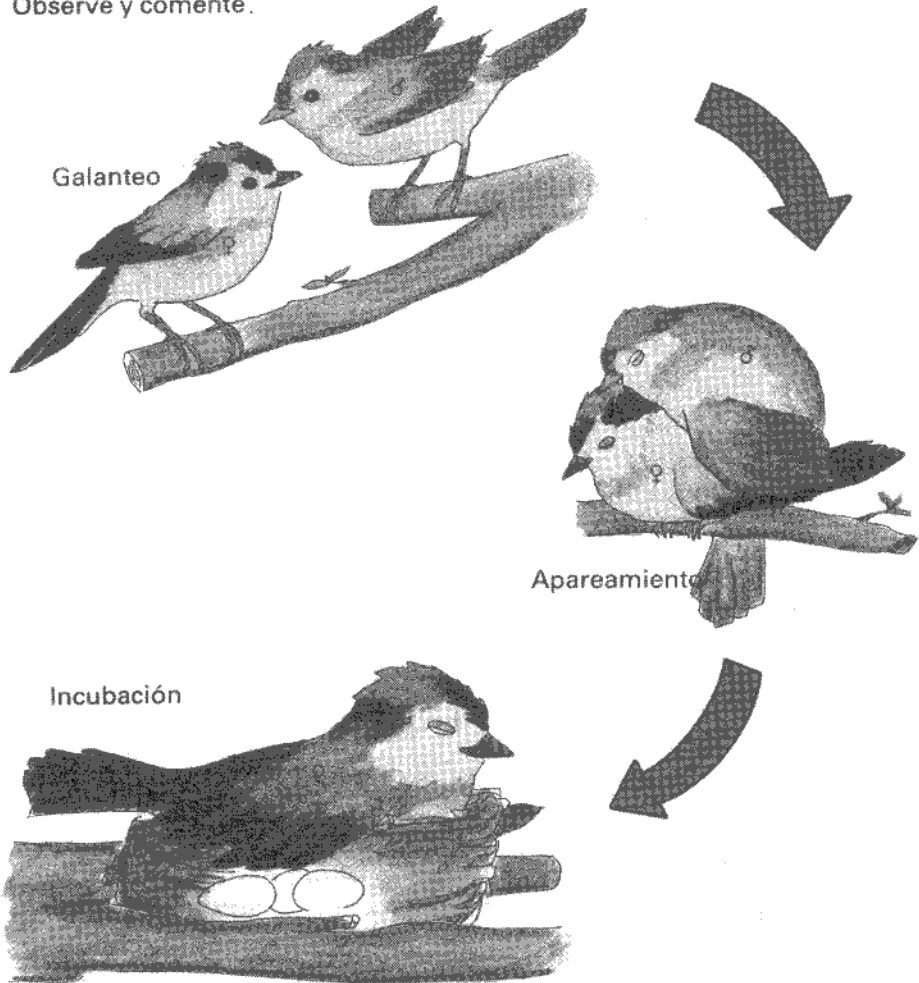 Observe y comente.
Galanteo
♂
♀
♂
♀
Apareamiento
Incubación